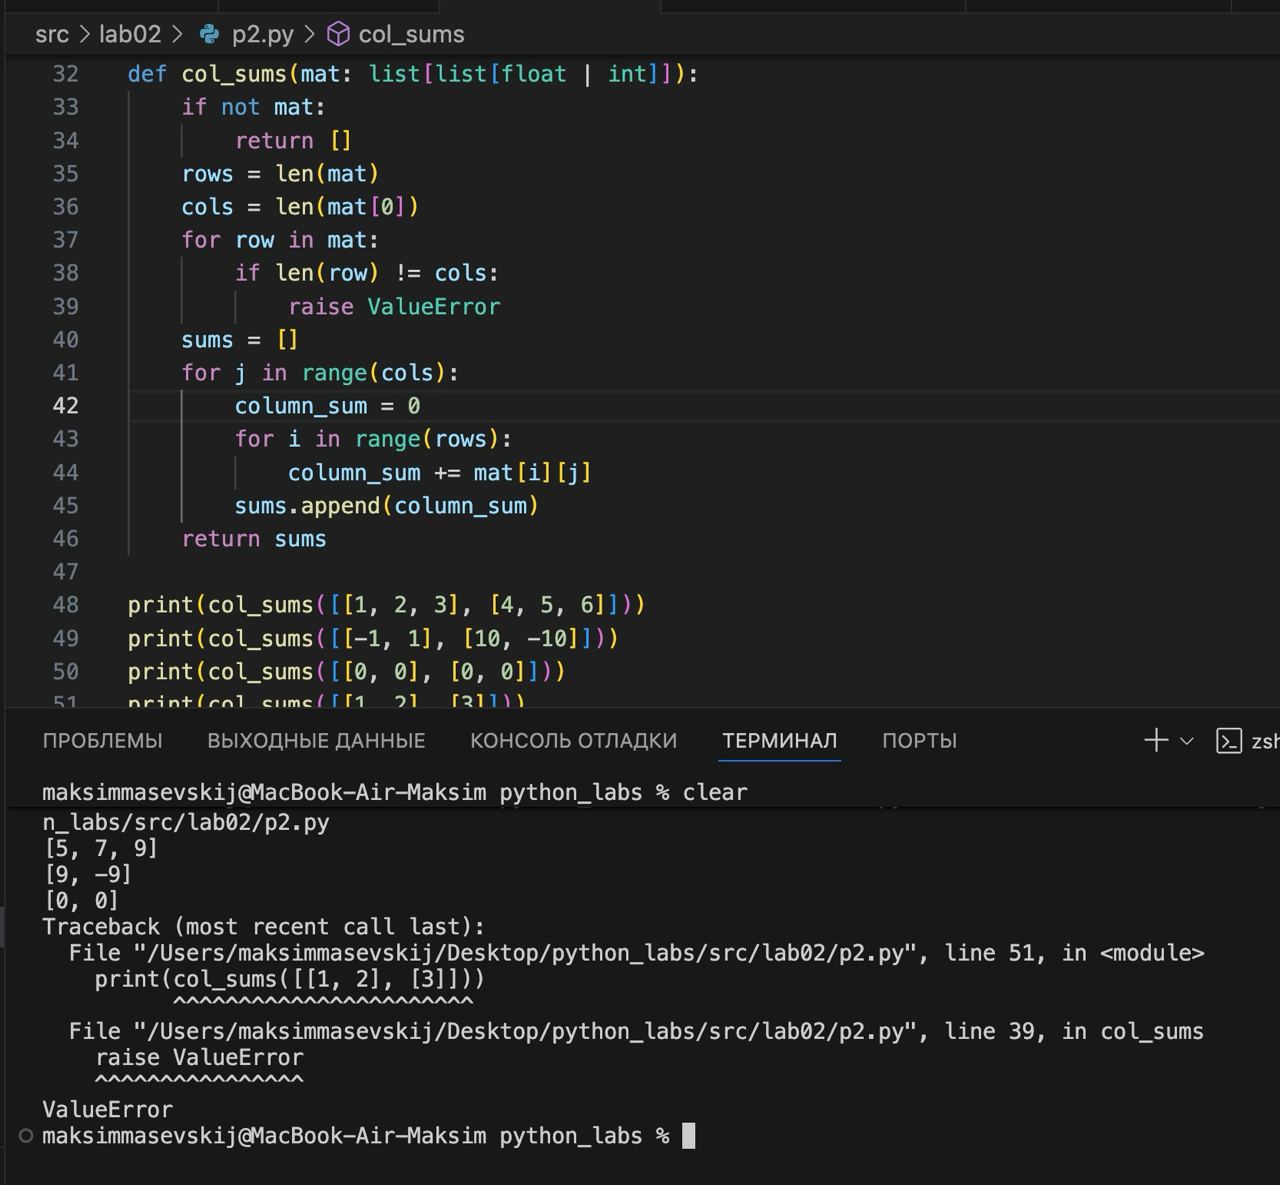 src > lab02 > p2.py > col_sums
32 def col_sums(mat: list[list[float | int]]):
33 if not mat:
34 return []
35 rows = len(mat)
36 cols = len(mat[0])
37 for row in mat:
38 if len(row) != cols:
39 raise ValueError
40 sums = []
41 for j in range(cols):
42 column_sum = 0
43 for i in range(rows):
44 column_sum += mat[i][j]
45 sums.append(column_sum)
46 return sums
47
48 print(col_sums([[1, 2, 3], [4, 5, 6]]))
49 print(col_sums([[-1, 1], [10, -10]]))
50 print(col_sums([[0, 0], [0, 0]]))
51 print(col_sums([[1, 2], [3]]))
ПРОБЛЕМЫ ВЫХОДНЫЕ ДАННЫЕ КОНСОЛЬ ОТЛАДКИ ТЕРМИНАЛ ПОРТЫ zsh
maksimmasevskij@MacBook-Air-Maksim python_labs % clear
n_labs/src/lab02/p2.py
[5, 7, 9]
[9, -9]
[0, 0]
Traceback (most recent call last):
File "/Users/maksimmasevskij/Desktop/python_labs/src/lab02/p2.py", line 51, in <module>
print(col_sums([[1, 2], [3]]))
^^^^^^^^^^^^^^^^^^^^^^^
File "/Users/maksimmasevskij/Desktop/python_labs/src/lab02/p2.py", line 39, in col_sums
raise ValueError
^^^^^^^^^^^^^^^^
ValueError
maksimmasevskij@MacBook-Air-Maksim python_labs %